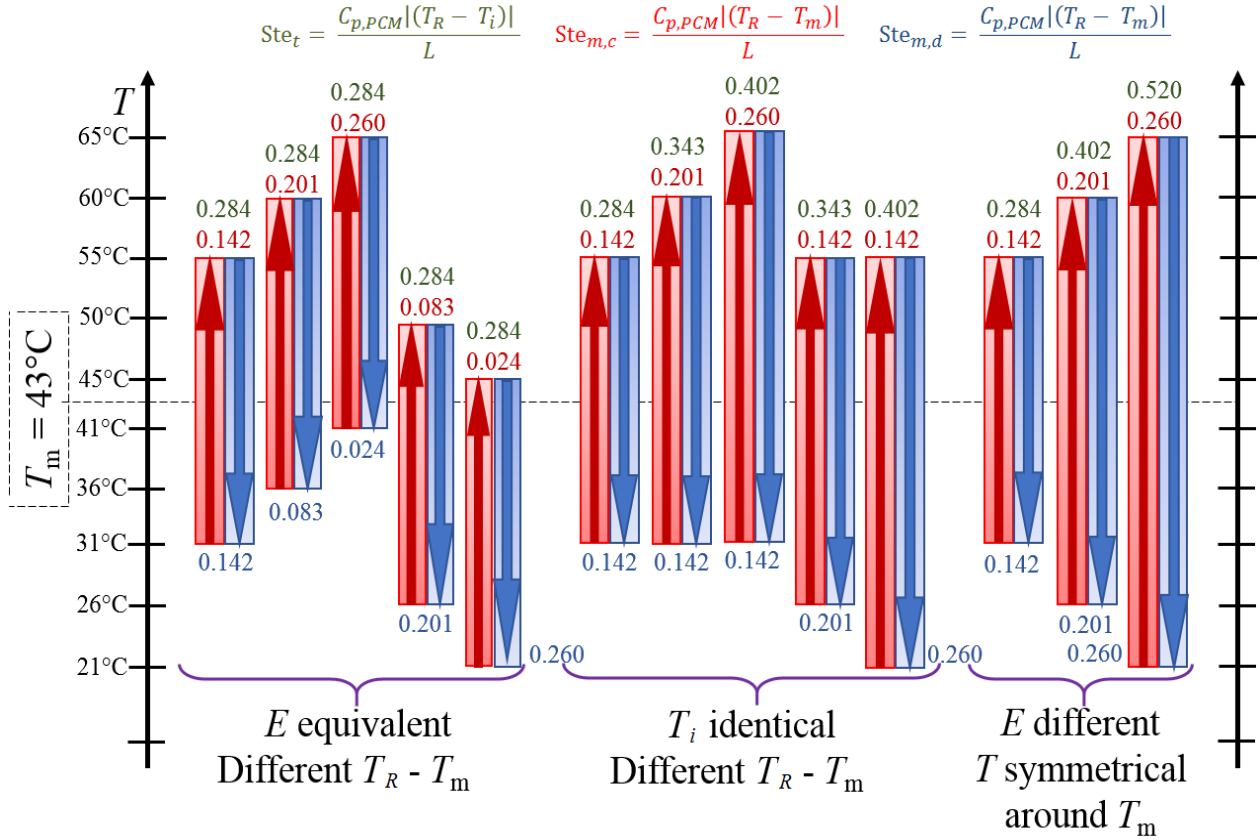 Ste_t = C_{p,PCM}|(T_R − T_i)| / L
Ste_{m,c} = C_{p,PCM}|(T_R − T_m)| / L
Ste_{m,d} = C_{p,PCM}|(T_R − T_m)| / L
T
65°C
60°C
55°C
50°C
45°C
41°C
36°C
31°C
26°C
21°C
T_m = 43°C
0.284
0.142
0.142
0.284
0.201
0.083
0.284
0.260
0.024
0.284
0.083
0.201
0.284
0.024
0.260
E equivalent
Different T_R - T_m
0.284
0.142
0.142
0.343
0.201
0.142
0.402
0.260
0.142
0.343
0.142
0.201
0.402
0.142
0.260
T_i identical
Different T_R - T_m
0.284
0.142
0.142
0.402
0.201
0.201
0.520
0.260
0.260
E different
T symmetrical
around T_m